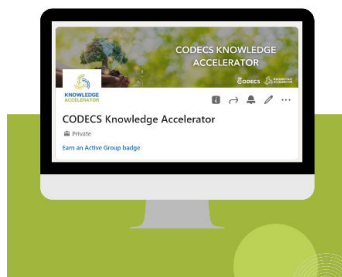 CODECS KNOWLEDGE
ACCELERATOR
CODECS
KNOWLEDGE
ACCELERATOR
CODECS Knowledge Accelerator
Private
Earn an Active Group badge